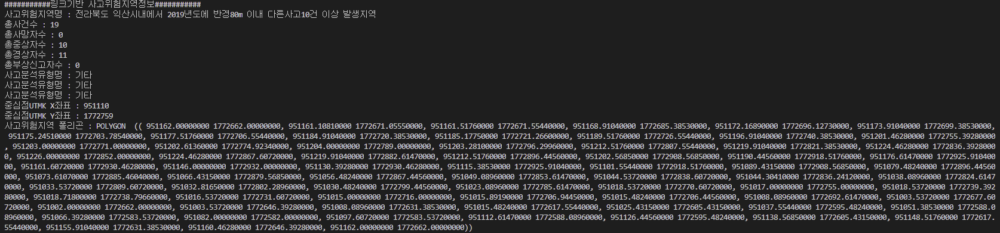 ###########링크기반 사고위험지역정보###########
사고위험지역명 : 전라북도 익산시내에서 2019년도에 반경80m 이내 다른사고10건 이상 발생지역
총사건수 : 19
총사망자수 : 0
총중상자수 : 10
총경상자수 : 11
총부상신고자수 : 0
사고분석유형명 : 기타
사고분석유형명 : 기타
사고분석유형명 : 기타
중심점UTMK X좌표 : 951110
중심점UTMK Y좌표 : 1772759
사고위험지역 폴리곤 : POLYGON  (( 951162.00000000 1772662.00000000, 951161.10810000 1772671.05550000, 951161.51760000 1772671.55440000, 951168.91040000 1772685.38530000, 951172.16890000 1772696.12730000, 951173.91040000 1772699.38530000,
 951175.24510000 1772703.78540000, 951177.51760000 1772706.55440000, 951184.91040000 1772720.38530000, 951185.17750000 1772721.26600000, 951189.51760000 1772726.55440000, 951196.91040000 1772740.38530000, 951201.46280000 1772755.39280000
, 951203.00000000 1772771.00000000, 951202.61360000 1772774.92340000, 951204.00000000 1772789.00000000, 951203.28100000 1772796.29960000, 951212.51760000 1772807.55440000, 951219.91040000 1772821.38530000, 951224.46280000 1772836.3928000
0, 951226.00000000 1772852.00000000, 951224.46280000 1772867.60720000, 951219.91040000 1772882.61470000, 951212.51760000 1772896.44560000, 951202.56850000 1772908.56850000, 951190.44560000 1772918.51760000, 951176.61470000 1772925.910400
00, 951161.60720000 1772930.46280000, 951146.00000000 1772932.00000000, 951130.39280000 1772930.46280000, 951115.38530000 1772925.91040000, 951101.55440000 1772918.51760000, 951089.43150000 1772908.56850000, 951079.48240000 1772896.44560
000, 951073.61070000 1772885.46040000, 951066.43150000 1772879.56850000, 951056.48240000 1772867.44560000, 951049.08960000 1772853.61470000, 951044.53720000 1772838.60720000, 951044.30410000 1772836.24120000, 951038.08960000 1772824.6147
0000, 951033.53720000 1772809.60720000, 951032.81650000 1772802.28960000, 951030.48240000 1772799.44560000, 951023.08960000 1772785.61470000, 951018.53720000 1772770.60720000, 951017.00000000 1772755.00000000, 951018.53720000 1772739.392
80000, 951018.71800000 1772738.79660000, 951016.53720000 1772731.60720000, 951015.00000000 1772716.00000000, 951015.89190000 1772706.94450000, 951015.48240000 1772706.44560000, 951008.08960000 1772692.61470000, 951003.53720000 1772677.60
720000, 951002.00000000 1772662.00000000, 951003.53720000 1772646.39280000, 951008.08960000 1772631.38530000, 951015.48240000 1772617.55440000, 951025.43150000 1772605.43150000, 951037.55440000 1772595.48240000, 951051.38530000 1772588.0
8960000, 951066.39280000 1772583.53720000, 951082.00000000 1772582.00000000, 951097.60720000 1772583.53720000, 951112.61470000 1772588.08960000, 951126.44560000 1772595.48240000, 951138.56850000 1772605.43150000, 951148.51760000 1772617.
55440000, 951155.91040000 1772631.38530000, 951160.46280000 1772646.39280000, 951162.00000000 1772662.00000000))